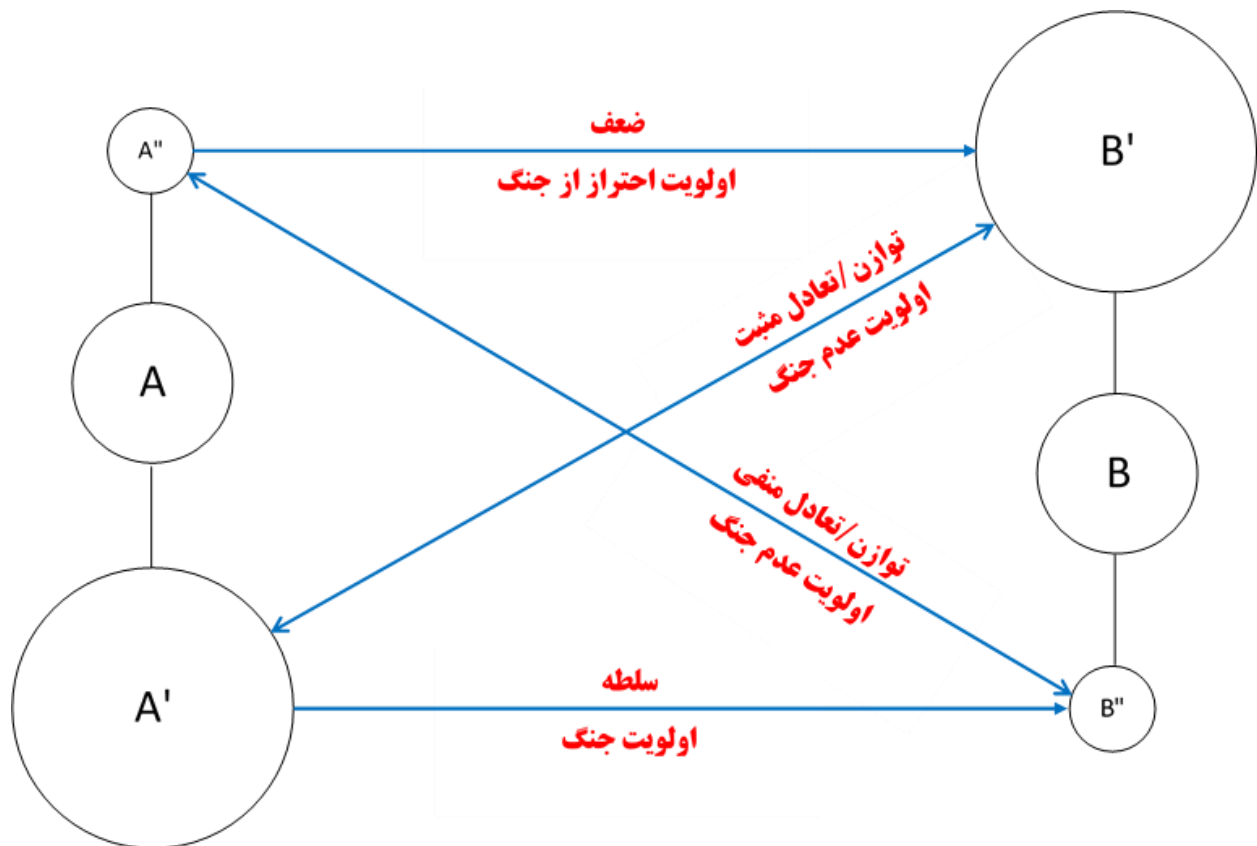 A"
ضعف
اولویت احتراز از جنگ
B'
توازن /تعادل مثبت
اولویت عدم جنگ
A
B
توازن /تعادل منفی
اولویت عدم جنگ
A'
سلطه
اولویت جنگ
B"